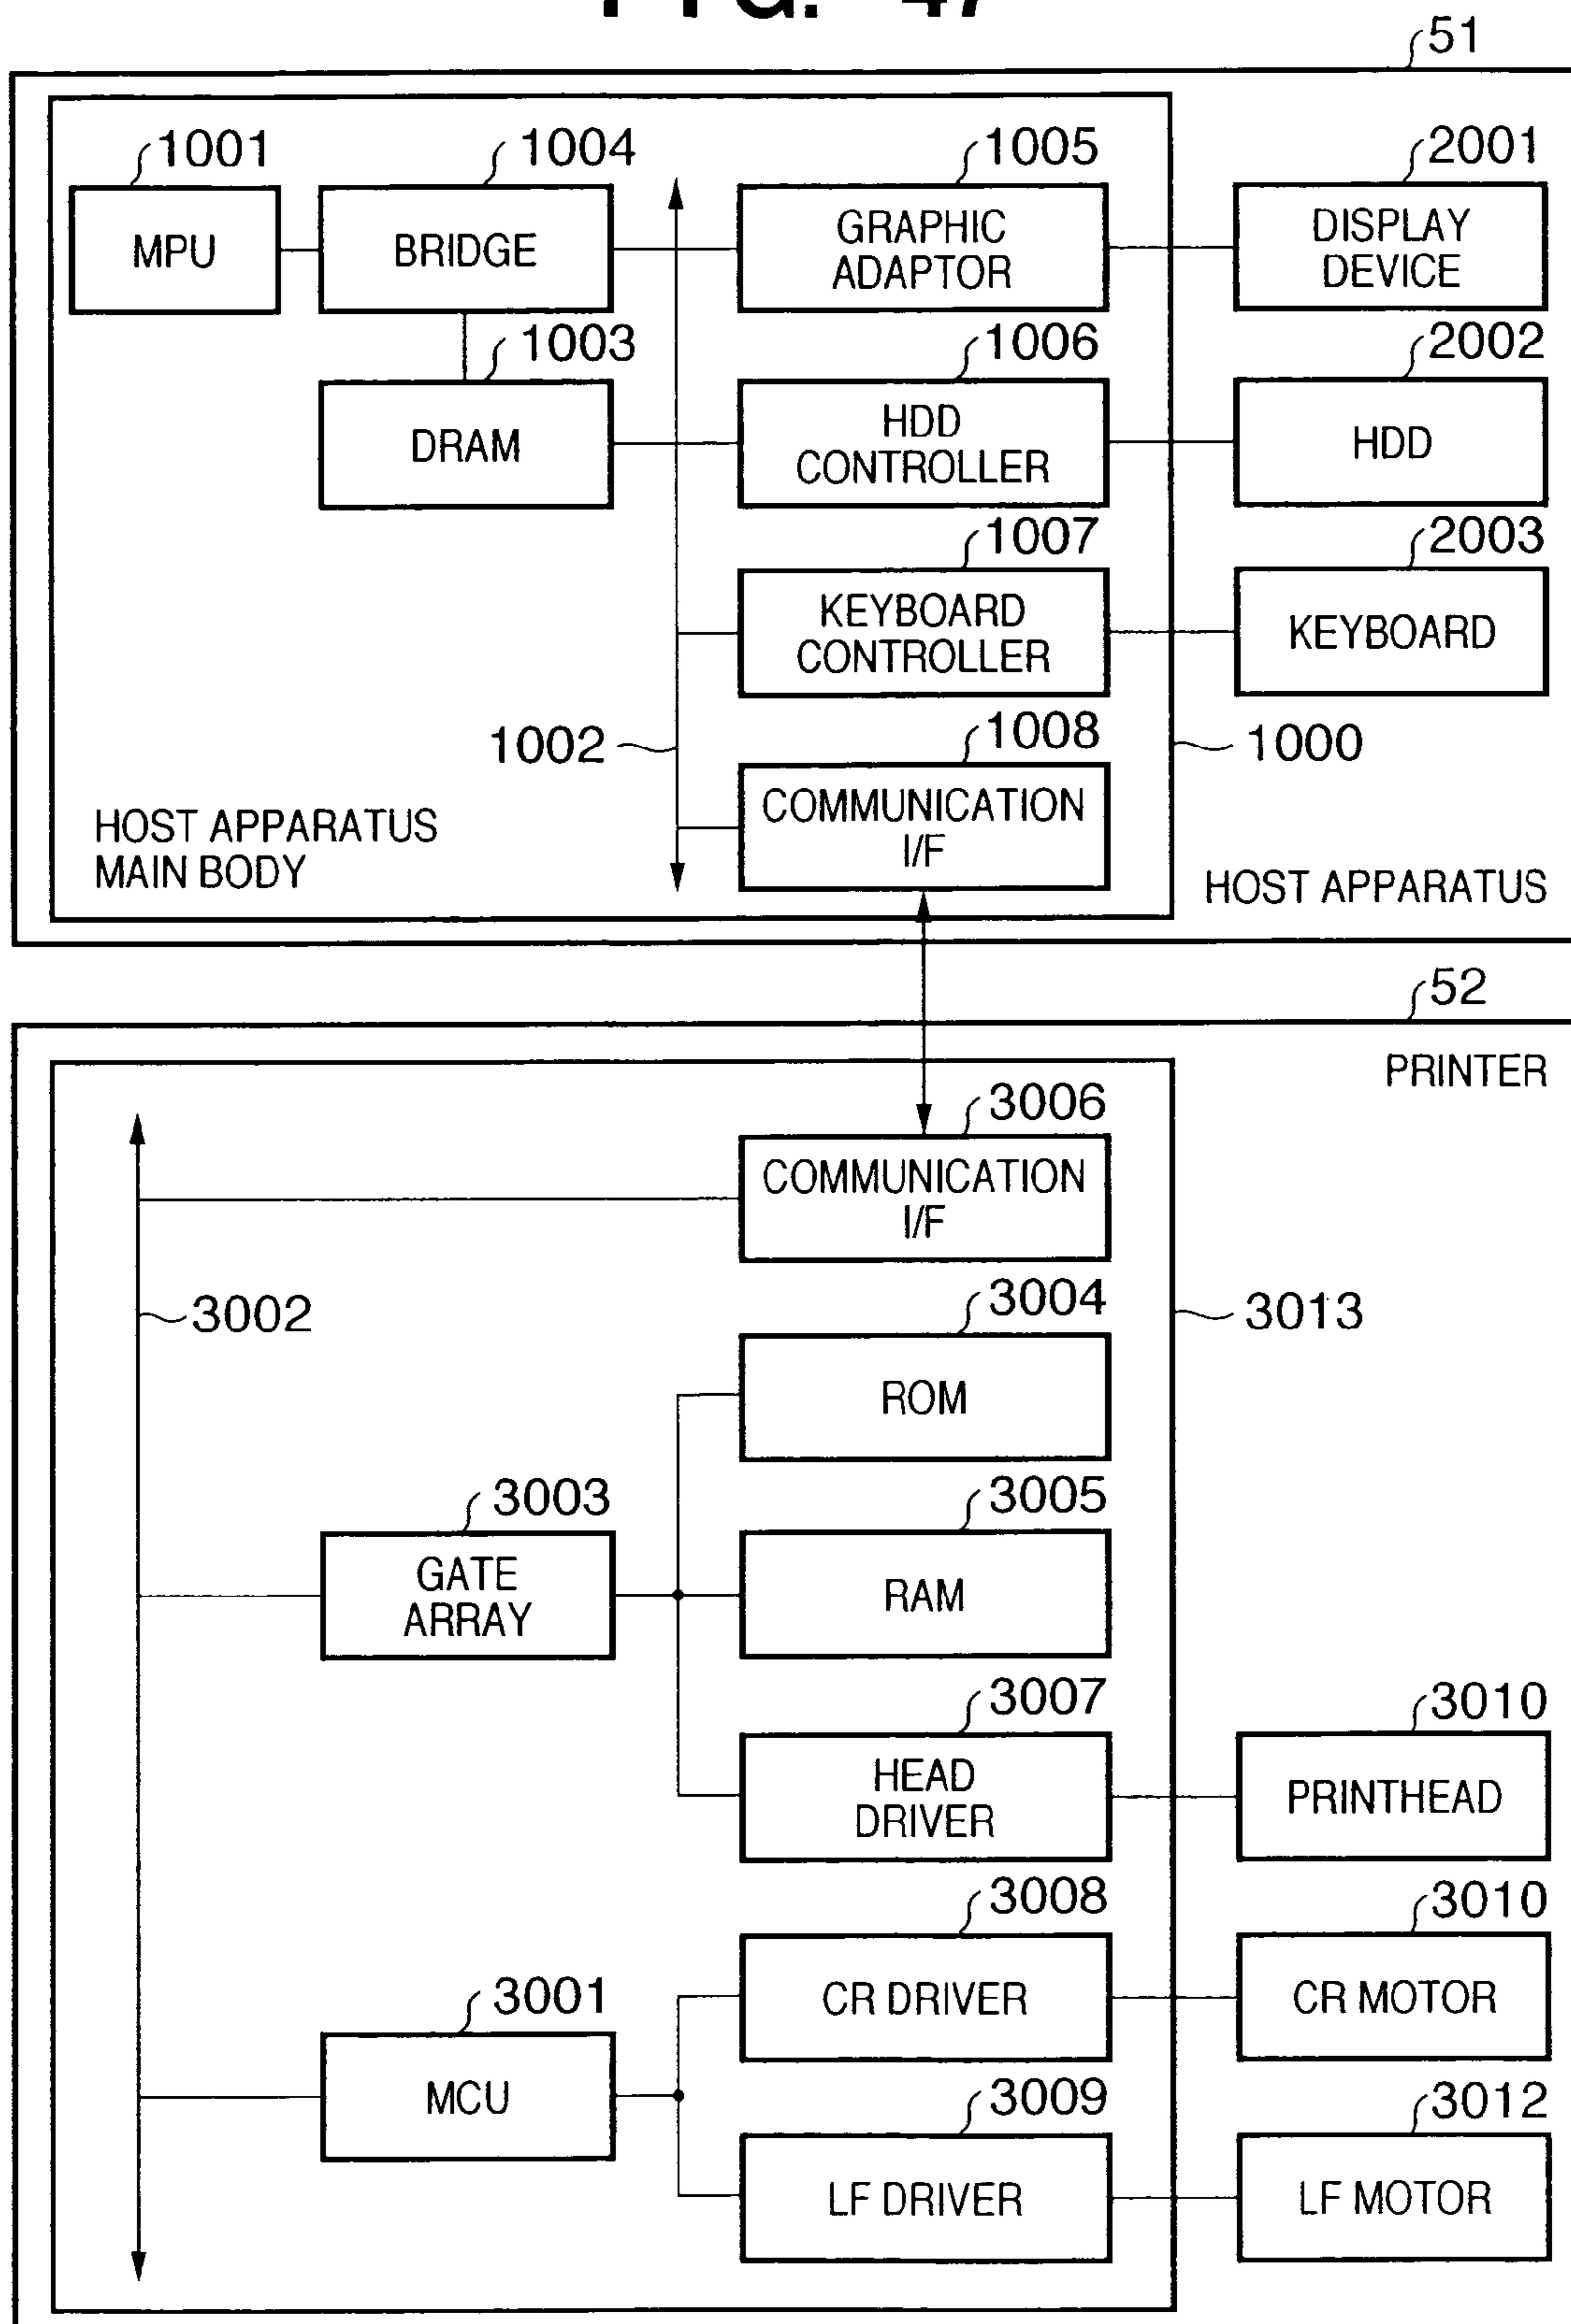 FIG. 47
51
1001
1004
1005
2001
MPU
BRIDGE
GRAPHIC
ADAPTOR
DISPLAY
DEVICE
1003
1006
2002
DRAM
HDD
CONTROLLER
HDD
1007
2003
KEYBOARD
CONTROLLER
KEYBOARD
1002
1008
1000
HOST APPARATUS
MAIN BODY
COMMUNICATION
I/F
HOST APPARATUS
52
PRINTER
3006
COMMUNICATION
I/F
3002
3004
3013
ROM
3003
3005
GATE
ARRAY
RAM
3007
3010
HEAD
DRIVER
PRINTHEAD
3008
3010
CR DRIVER
CR MOTOR
3001
MCU
3009
3012
LF DRIVER
LF MOTOR